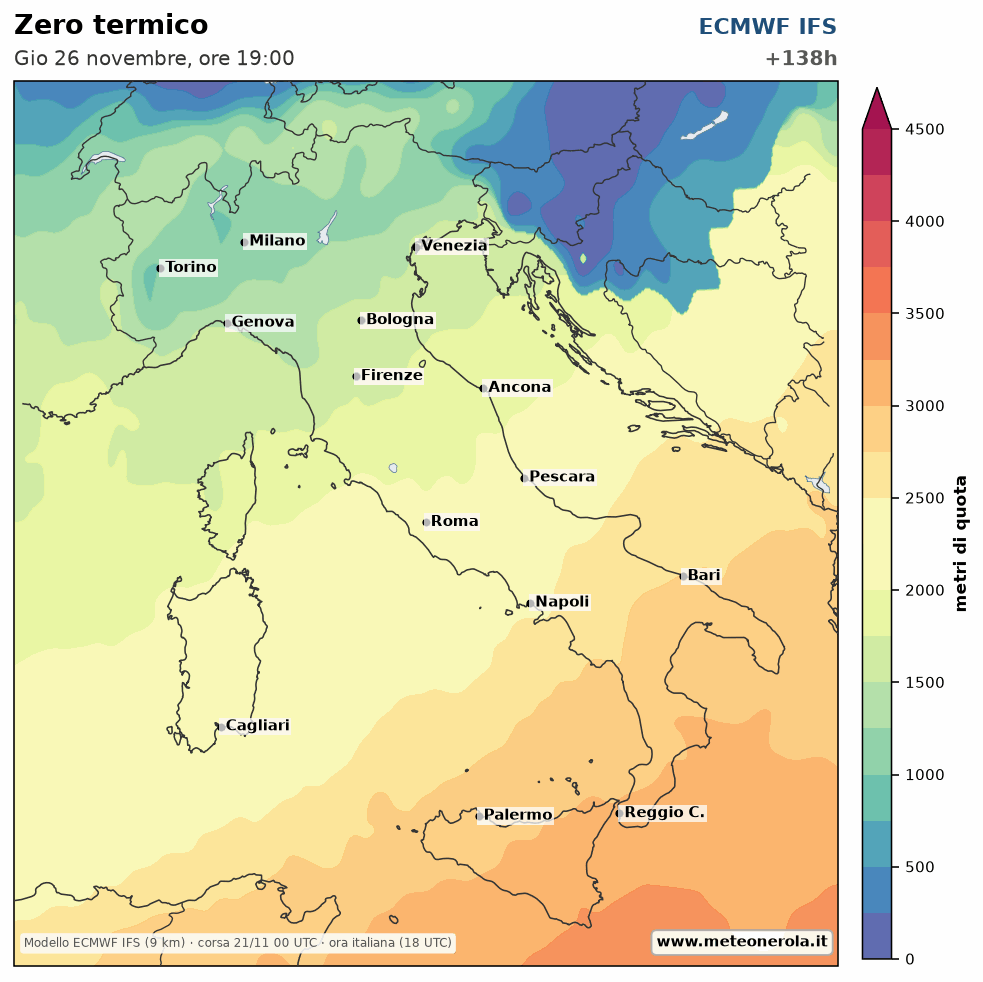 Zero termico
ECMWF IFS
Gio 26 novembre, ore 19:00
+138h
4500
4000
3500
3000
2500
2000
1500
1000
500
0
metri di quota
Milano
Venezia
Torino
Genova
Bologna
Firenze
Ancona
Pescara
Roma
Bari
Napoli
Cagliari
Palermo
Reggio C.
Modello ECMWF IFS (9 km) · corsa 21/11 00 UTC · ora italiana (18 UTC)
www.meteonerola.it